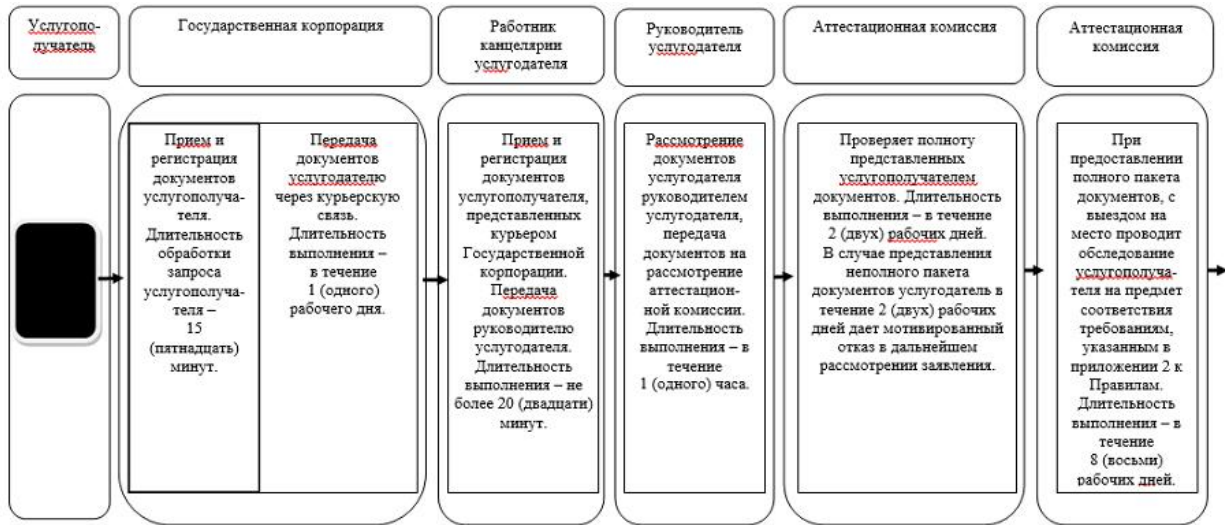 Услугопо-
лучатель
Государственная корпорация
Работник
канцелярии
услугодателя
Руководитель
услугодателя
Аттестационная комиссия
Аттестационная
комиссия
Прием и
регистрация
документов
услугополуча-
теля.
Длительность
обработки
запроса
услугополуча-
теля –
15
(пятнадцать)
минут.
Передача
документов
услугодателю
через курьерскую
связь.
Длительность
выполнения –
в течение
1 (одного)
рабочего дня.
Прием и
регистрация
документов
услугополучателя,
представленных
курьером
Государственной
корпорации.
Передача
документов
руководителю
услугодателя.
Длительность
выполнения – не
более 20 (двадцати)
минут.
Рассмотрение
документов
услугодателя
руководителем
услугодателя,
передача
документов на
рассмотрение
аттестацион-
ной комиссии.
Длительность
выполнения – в
течение
1 (одного) часа.
Проверяет полноту
представленных
услугополучателем
документов. Длительность
выполнения – в течение
2 (двух) рабочих дней.
В случае представления
неполного пакета
документов услугодатель в
течение 2 (двух) рабочих
дней дает мотивированный
отказ в дальнейшем
рассмотрении заявления.
При
предоставлении
полного пакета
документов, с
выездом на
место проводит
обследование
услугополуча-
теля на предмет
соответствия
требованиям,
указанным в
приложении 2 к
Правилам.
Длительность
выполнения – в
течение
8 (восьми)
рабочих дней.